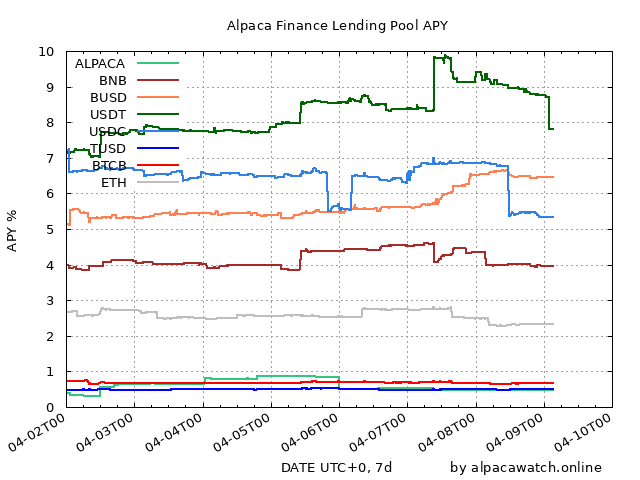 Alpaca Finance Lending Pool APY
10
9
8
7
6
5
4
3
2
1
0
APY %
ALPACA
BNB
BUSD
USDT
USDC
TUSD
BTCB
ETH
04-02T00
04-03T00
04-04T00
04-05T00
04-06T00
04-07T00
04-08T00
04-09T00
04-10T00
DATE UTC+0, 7d
by alpacawatch.online